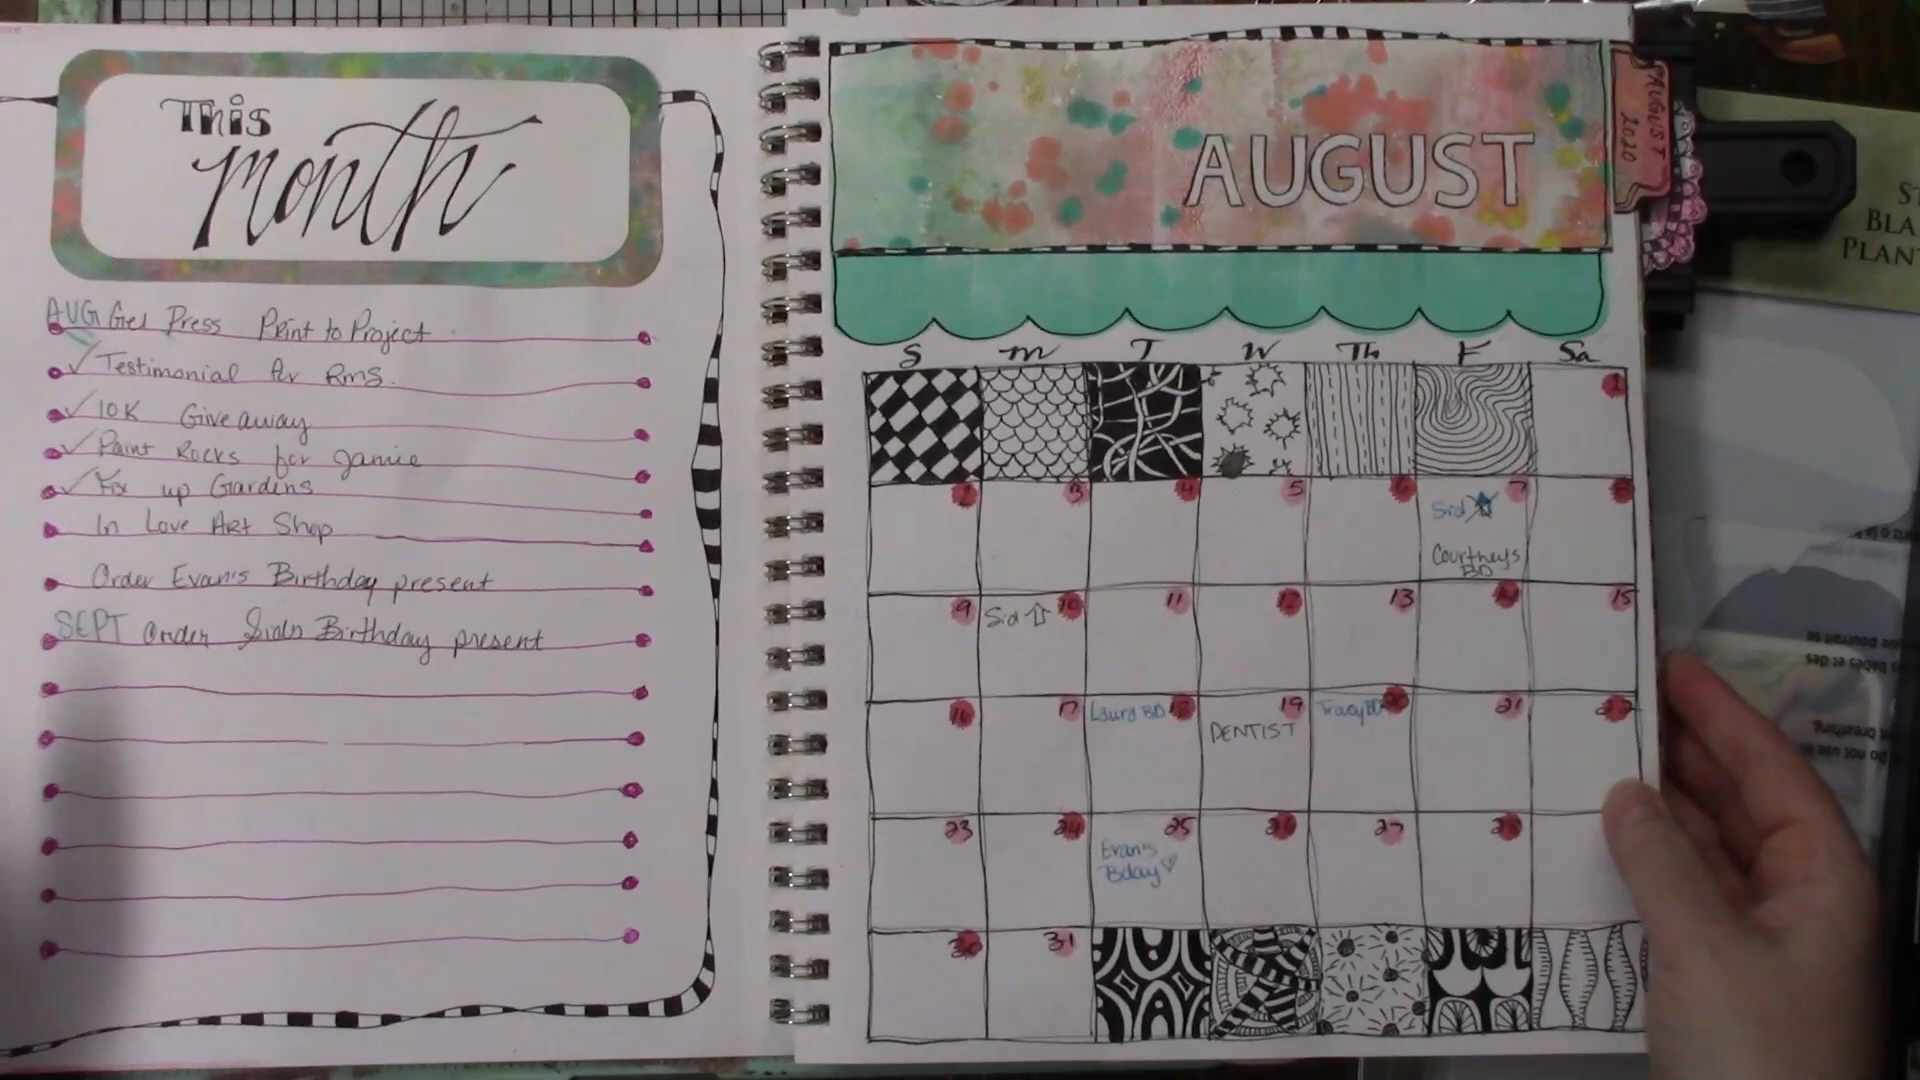 This
month
AUG Gel Press Print to Project
✓ Testimonial for RMS.
✓ 10K Giveaway
✓ Paint Rocks for Jamie
✓ Fix up Gardens
In Love Art Shop
Order Evan's Birthday present
SEPT Order Birthday present
AUGUST
AUGUST
2020
S M T W Th F Sa
1
2 3 4 5 6 7 8
Sid
Courtneys
BD
9 10 11 12 13 14 15
Sid ⇧
16 17 18 19 20 21 22
Laura BD
DENTIST
Tracy BD
23 24 25 26 27 28
Evan's
Bday ♡
30 31
ST
BLA
PLAN